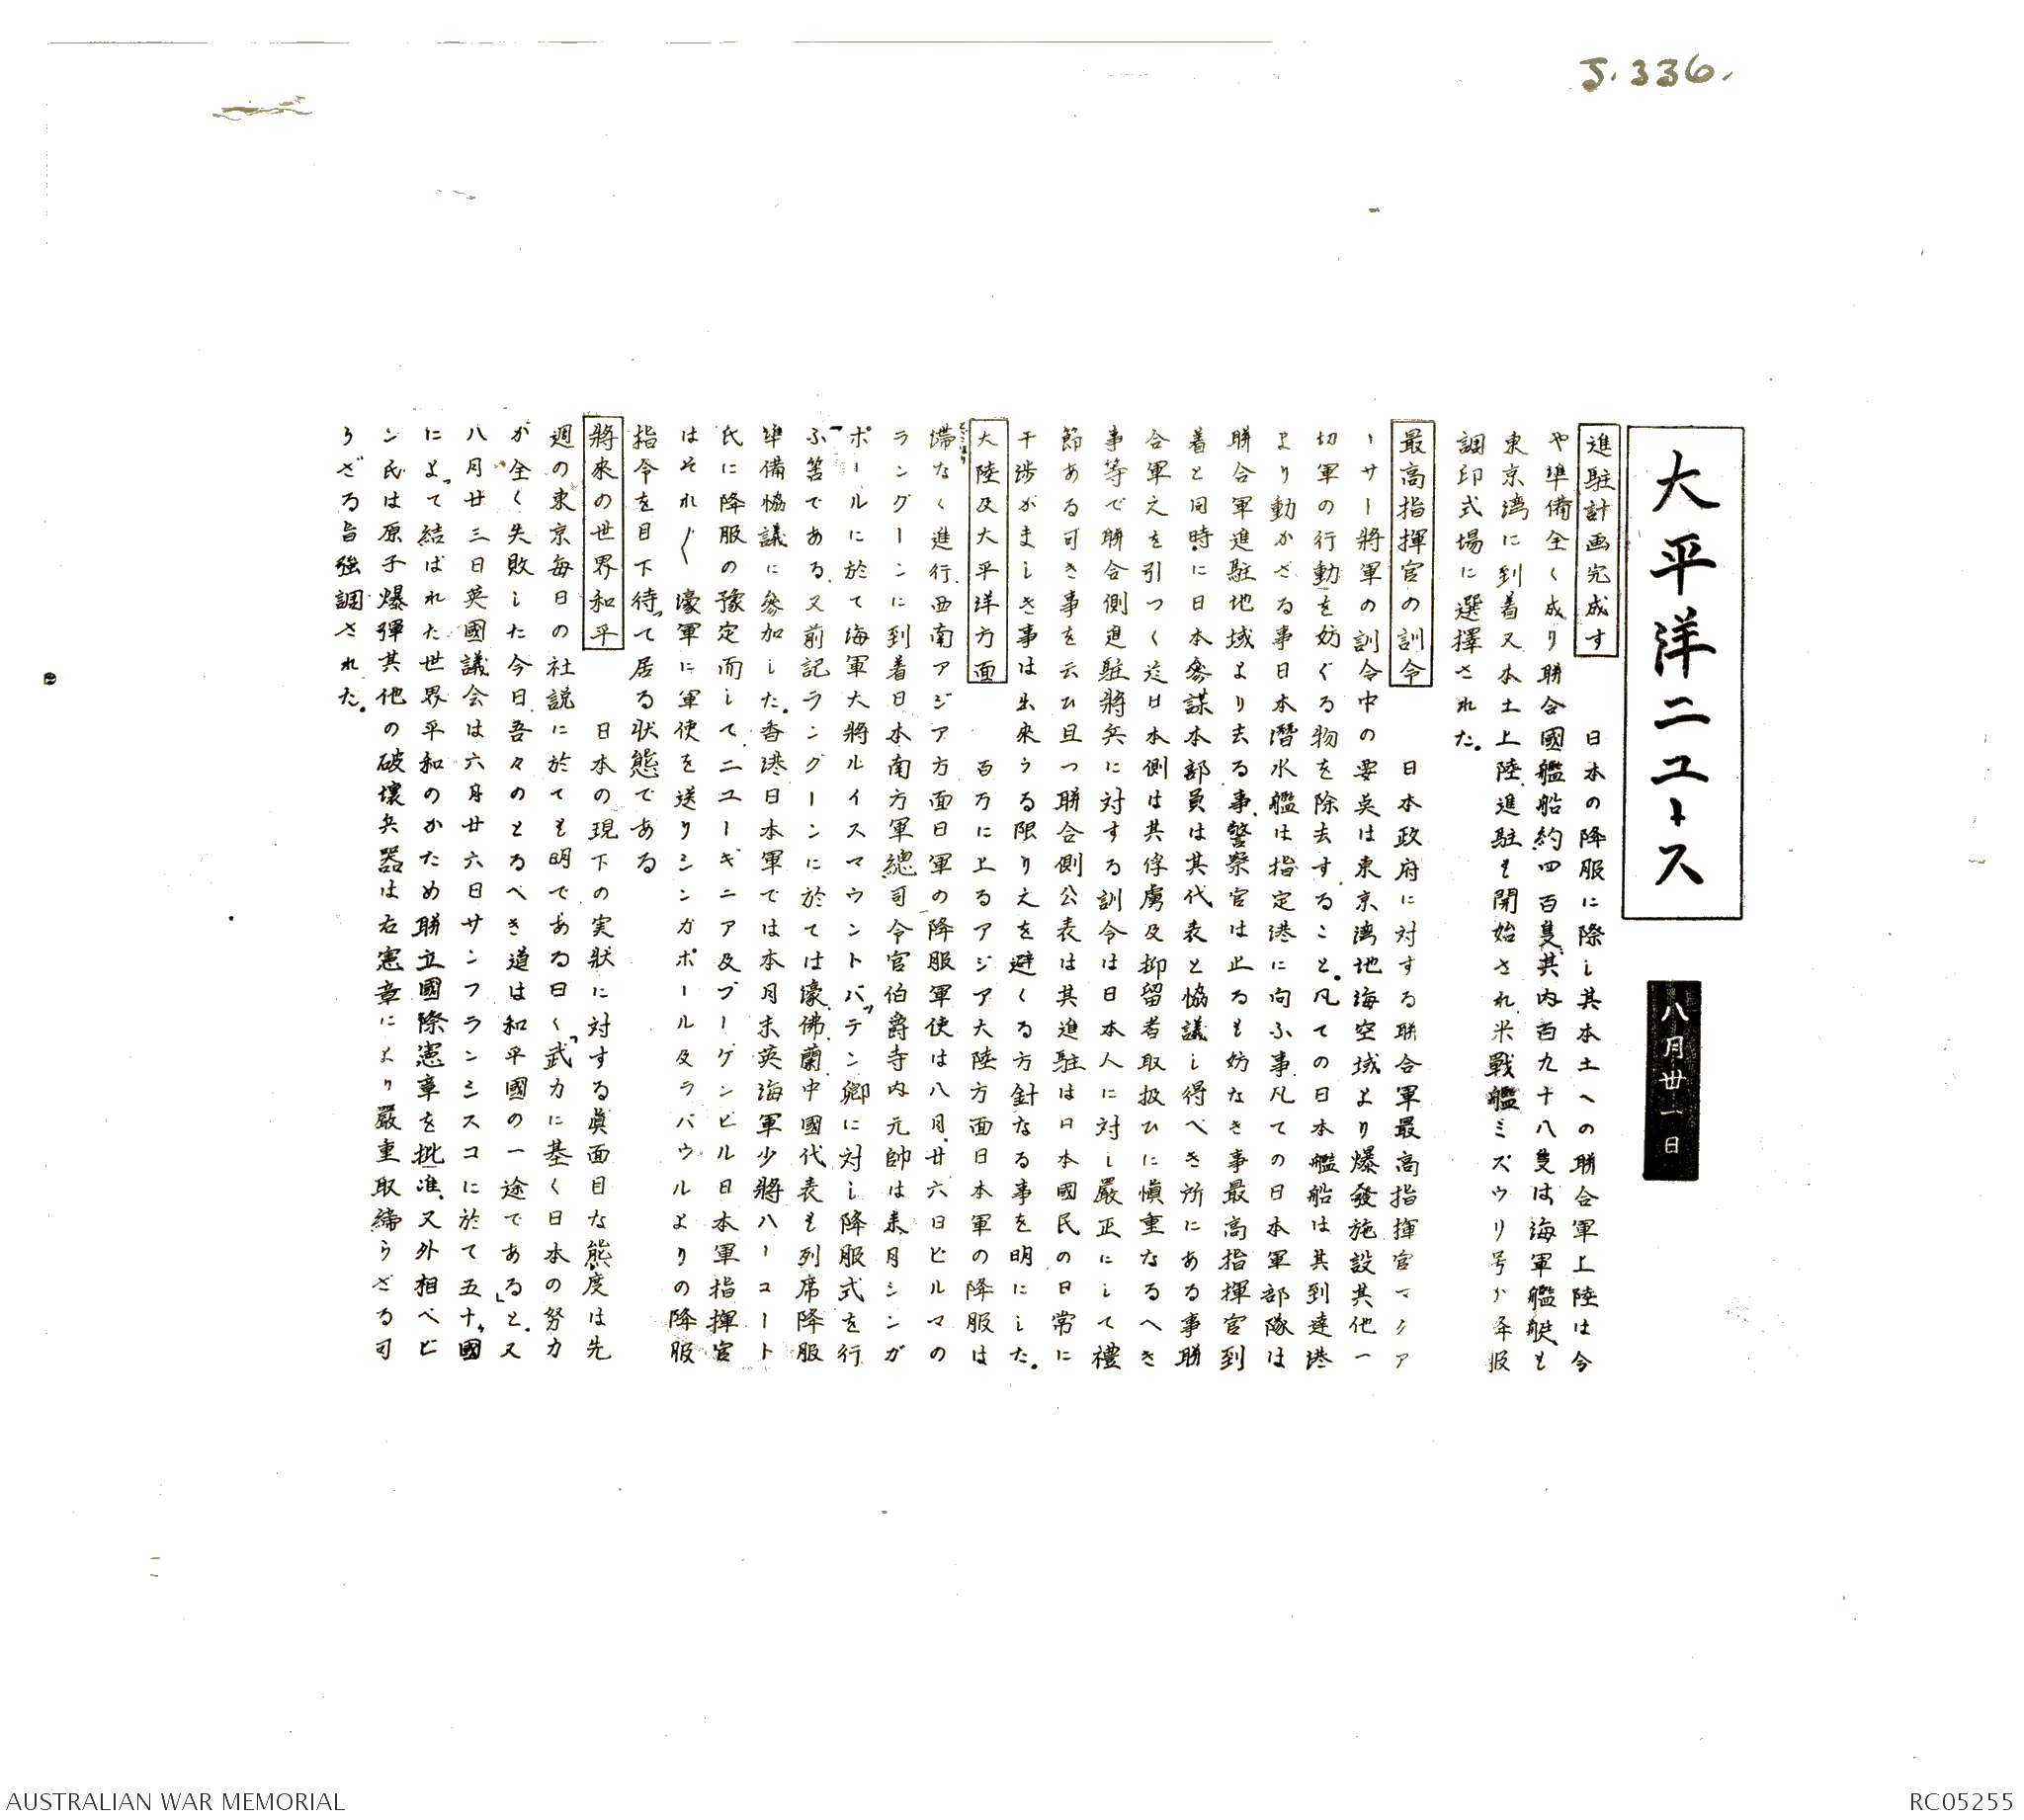 J.336.
大平洋ニュース
八月丗一日
進駐計画完成す　日本の降服に際し其本土への聯合軍上陸は今
や準備全く成り聯合國艦船約四百隻其内百九十八隻は海軍艦艇も
東京湾に到着又本土上陸、進駐も開始され米戰艦ミズウリ号が降服
調印式場に選擇された。
最高指揮官の訓令　日本政府に対する聯合軍最高指揮官マクア
ーサー將軍の訓令中の要英は東京湾地海空域より爆發施設其他一
切軍の行動を妨ぐる物を除去すること。凡ての日本艦船は其到達港
より動かざる事日本潛水艦は指定港に向ふ事凡ての日本軍部隊は
聯合軍進駐地域より去る事、警察官は止るも妨なき事最高指揮官到
着と同時に日本參謀本部員は其代表と協議し得べき所にある事聯
合軍之を引つく迄日本側は其俘虜及抑留者取扱ひに愼重なるへき
事等で聯合側進駐將兵に対する訓令は日本人に対し嚴正にして禮
節ある可き事を云ひ且つ聯合側公表は其進駐は日本國民の日常に
干渉がましき事は出來うる限り之を避くる方針なる事を明にした。
大陸及大平洋方面　百万に上るアジア大陸方面日本軍の降服は
滯なく進行、西南アジア方面日軍の降服軍使は八月廿六日ビルマの
ラングーンに到着日本南方軍總司令官伯爵寺内元帥は来月シンガ
ポールに於て海軍大將ルイスマウントバッテン卿に対し降服式を行
ふ筈である、又前記ラングーンに於ては濠、佛、蘭、中國代表も列席降服
準備協議に參加した。香港日本軍では本月末英海軍少將ハーコート
氏に降服の豫定而して、ニユーギニア及ブーゲンビル日本軍指揮官
はそれ〲濠軍に軍使を送りシンガポール及ラバウルよりの降服
指令を目下待って居る状態である
將來の世界和平　日本の現下の実狀に対する眞面目な態度は先
週の東京毎日の社説に於ても明である曰く「武力に基く日本の努力
が全く失敗した今日、吾々のとるべき道は和平國の一途である」と。又
八月廿三日英國議会は六月廿六日サンフランシスコに於て五十ヶ國
によって結ばれた世界平和のかため聯立國際憲章を批准、又外相ベビ
ン氏は原子爆彈其他の破壞兵器は右憲章により嚴重取締らざる可
らざる旨強調された。
AUSTRALIAN WAR MEMORIAL
RC05255